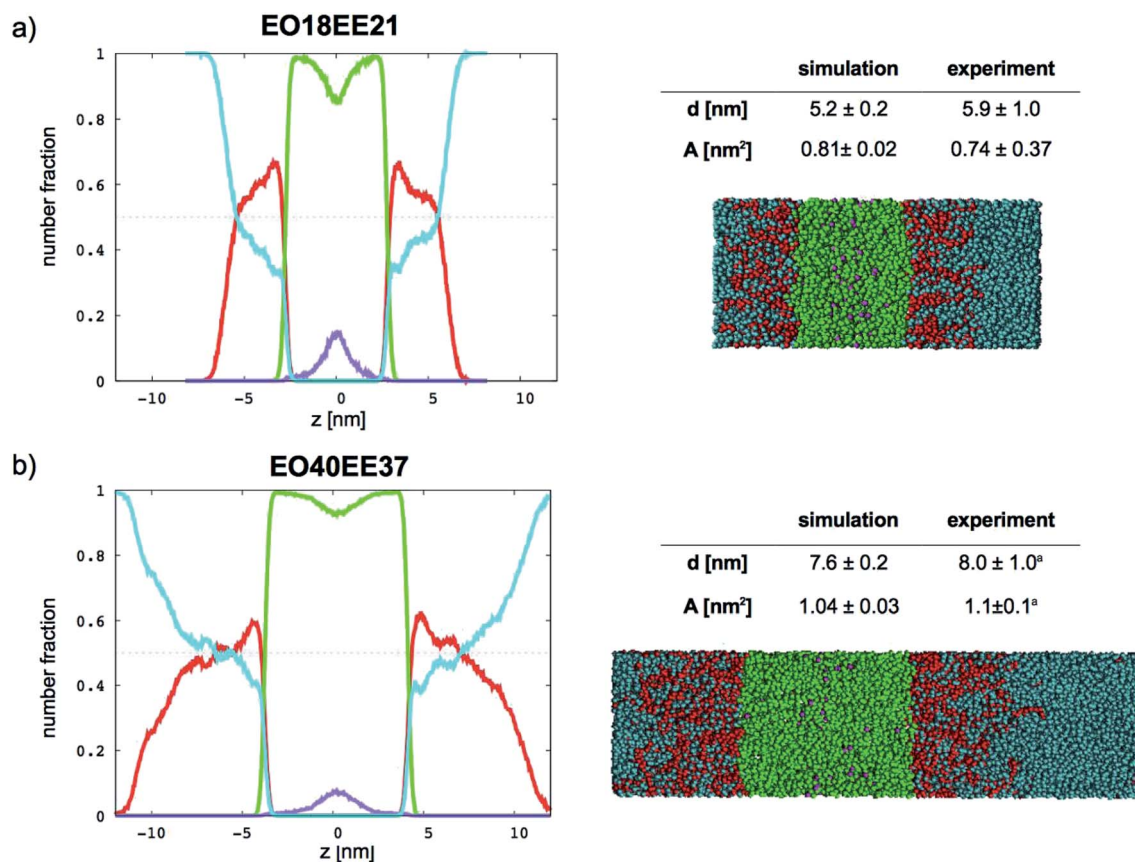 a)
EO18EE21
number fraction
1
0.8
0.6
0.4
0.2
0
−10 −5 0 5 10
z [nm]
simulation experiment
d [nm] 5.2 ± 0.2 5.9 ± 1.0
A [nm²] 0.81± 0.02 0.74 ± 0.37
b)
EO40EE37
number fraction
1
0.8
0.6
0.4
0.2
0
−10 −5 0 5 10
z [nm]
simulation experiment
d [nm] 7.6 ± 0.2 8.0 ± 1.0ᵃ
A [nm²] 1.04 ± 0.03 1.1±0.1ᵃ